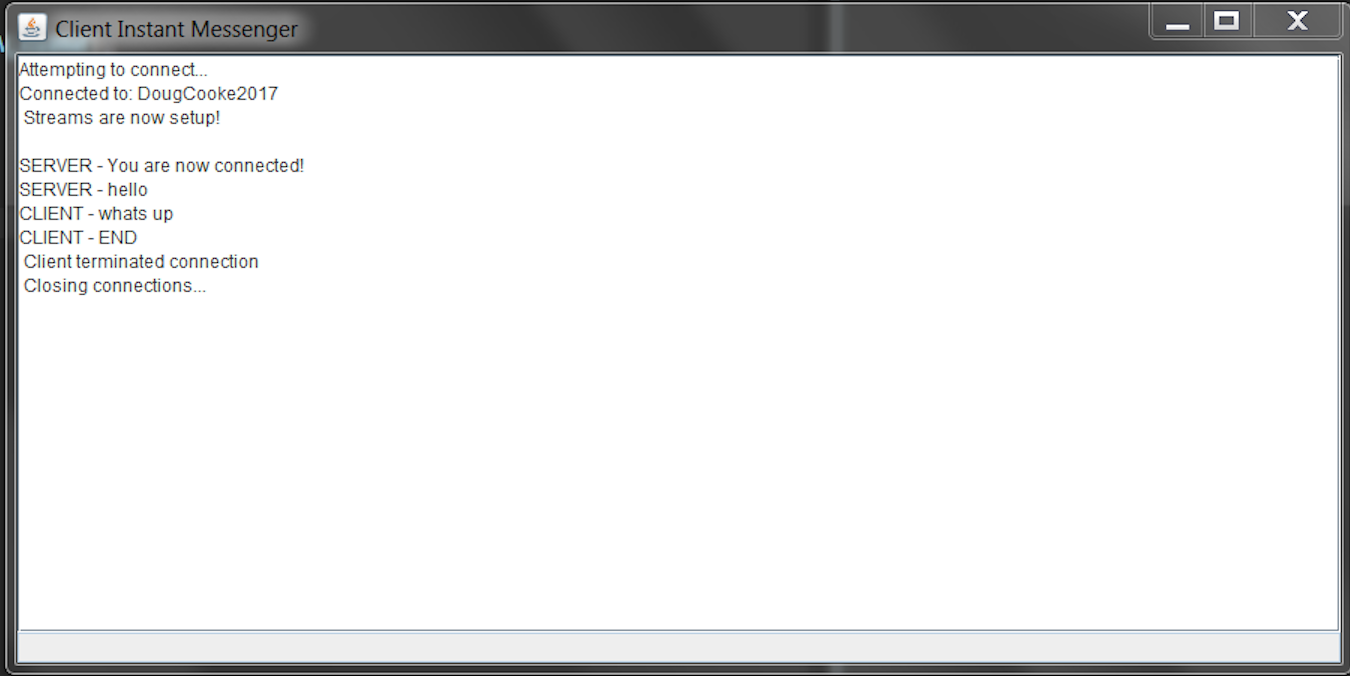 Client Instant Messenger
Attempting to connect...
Connected to: DougCooke2017
Streams are now setup!
SERVER - You are now connected!
SERVER - hello
CLIENT - whats up
CLIENT - END
Client terminated connection
Closing connections...